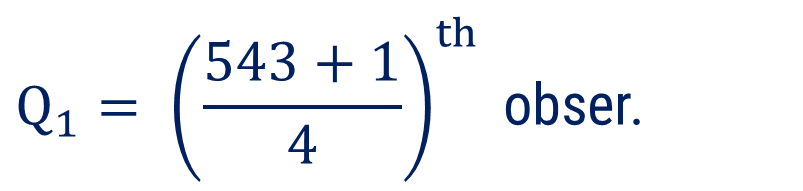 Q₁ = ((543 + 1)/4)ᵗʰ obser.